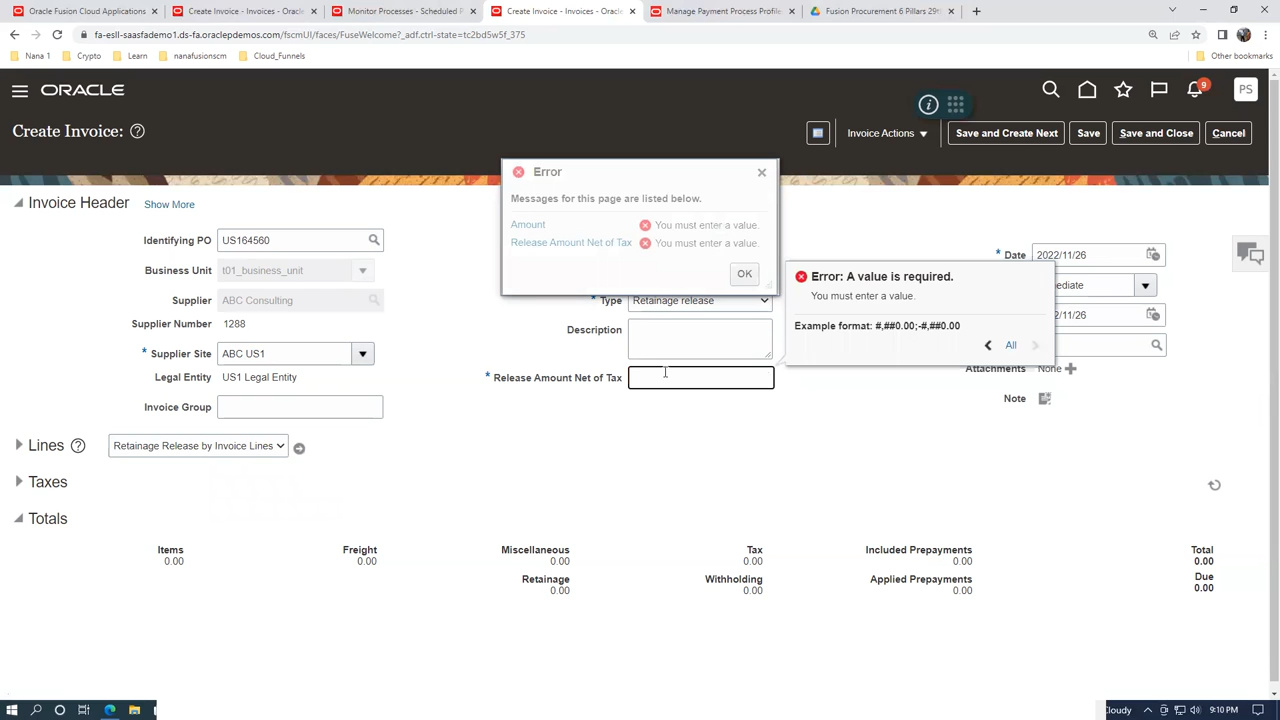 Oracle Fusion Cloud Applications
Create Invoice - Invoices - Oracle
Monitor Processes - Scheduled P
Create Invoice - Invoices - Oracle
Manage Payment Process Profile
Fusion Procurement 6 Pillars 29th
fa-esll-saasfademo1.ds-fa.oraclepdemos.com/fscmUI/faces/FuseWelcome?_adf.ctrl-state=tc2bd5w5f_375
Nana 1
Crypto
Learn
nanafusionscm
Cloud_Funnels
Other bookmarks
ORACLE
9
PS
Create Invoice:
Invoice Actions
Save and Create Next
Save
Save and Close
Cancel
Error
Messages for this page are listed below.
Amount You must enter a value.
Release Amount Net of Tax You must enter a value.
OK
Error: A value is required.
You must enter a value.
Example format: #,##0.00;-#,##0.00
All
Invoice Header Show More
Identifying PO US164560
Business Unit t01_business_unit
Supplier ABC Consulting
Supplier Number 1288
* Supplier Site ABC US1
Legal Entity US1 Legal Entity
Invoice Group
* Type Retainage release
Description
* Release Amount Net of Tax
* Date 2022/11/26
ediate
11/26
Attachments None
Note
Lines Retainage Release by Invoice Lines
Taxes
Totals
Items Freight Miscellaneous Tax Included Prepayments Total
0.00 0.00 0.00 0.00 0.00 0.00
Retainage Withholding Applied Prepayments Due
0.00 0.00 0.00 0.00
Cloudy
9:10 PM